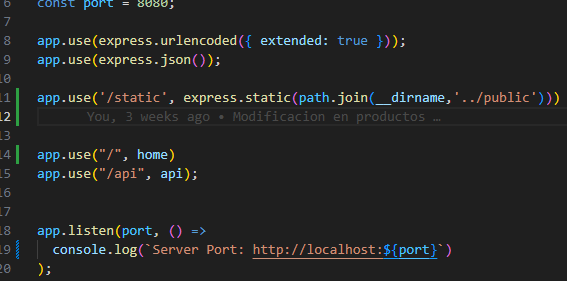 6 const port = 8080;
7
8 app.use(express.urlencoded({ extended: true }));
9 app.use(express.json());
10
11 app.use('/static', express.static(path.join(__dirname,'../public')))
12 You, 3 weeks ago • Modificacion en productos …
13
14 app.use("/", home)
15 app.use("/api", api);
16
17
18 app.listen(port, () =>
19 console.log(`Server Port: http://localhost:${port}`)
20 );